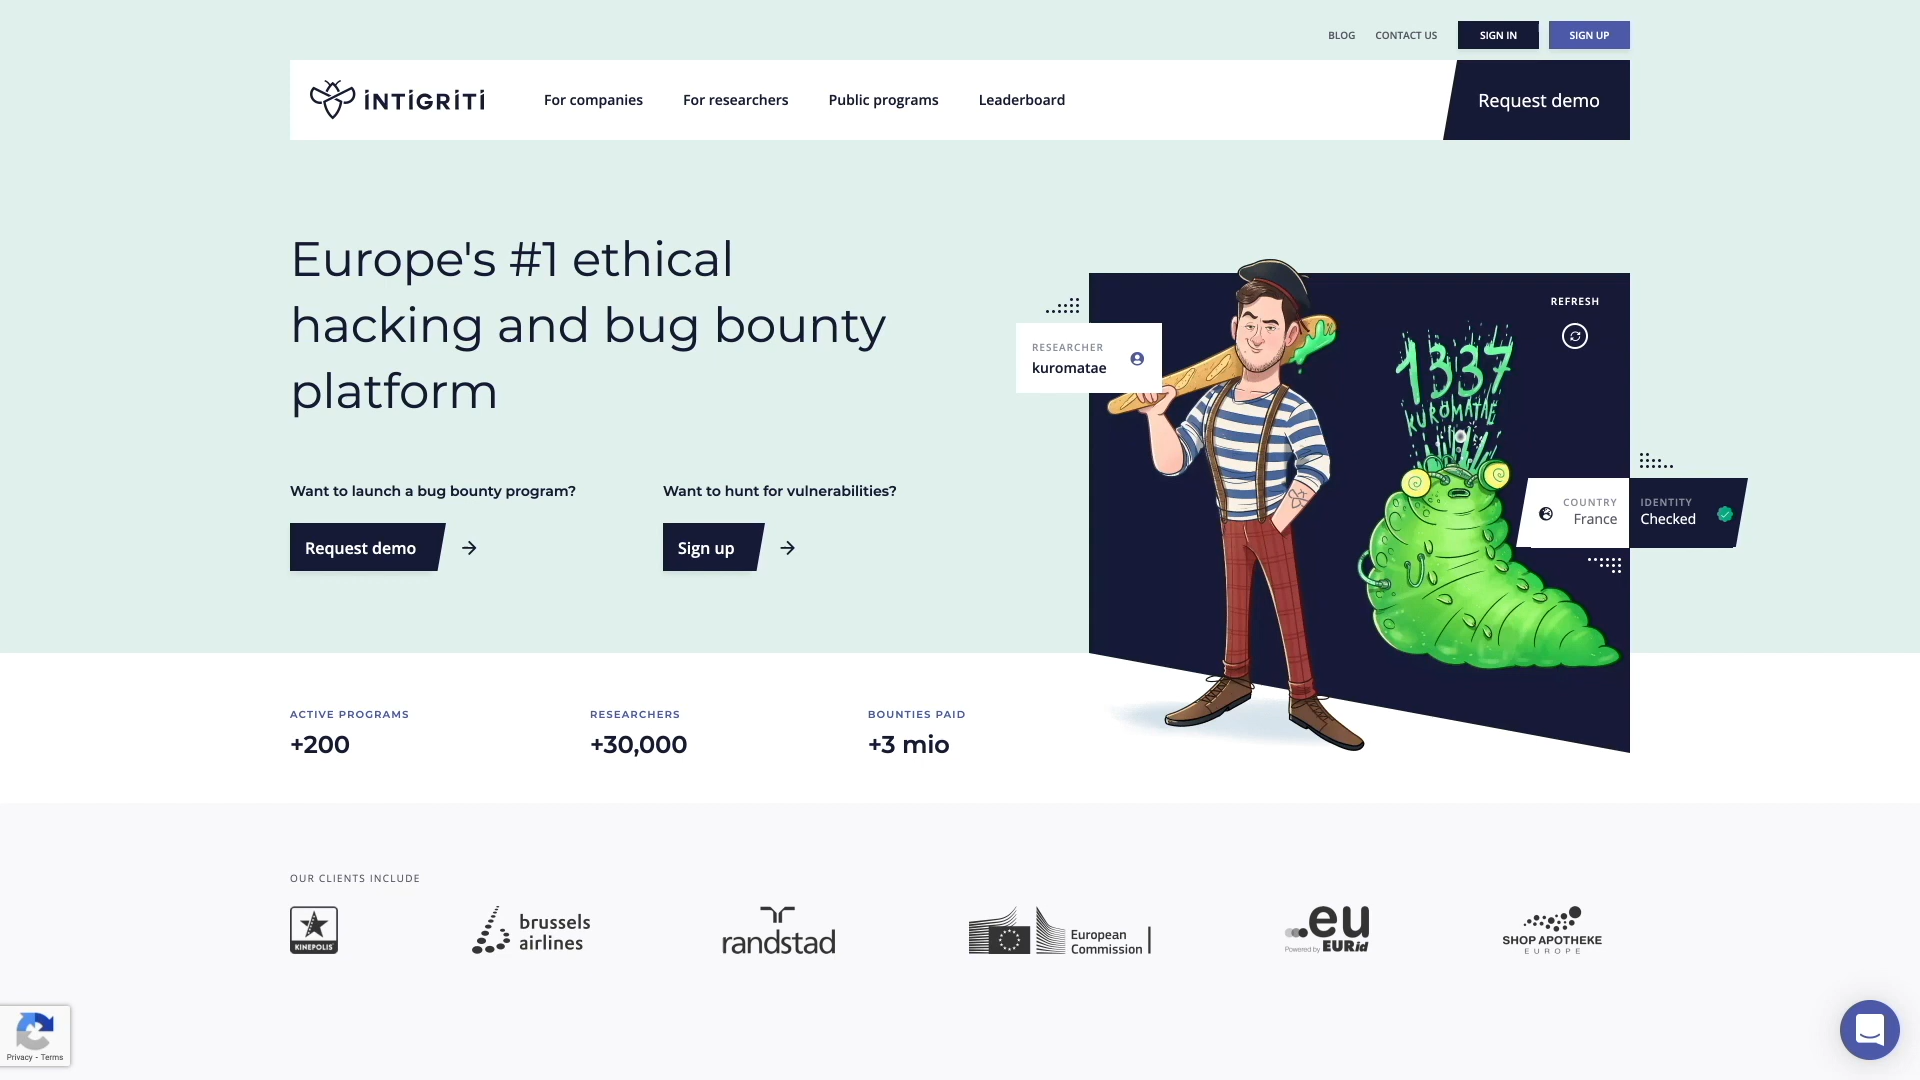 BLOG CONTACT US SIGN IN SIGN UP
INTIGRITI For companies For researchers Public programs Leaderboard Request demo
Europe's #1 ethical
hacking and bug bounty
platform
Want to launch a bug bounty program?
Request demo
Want to hunt for vulnerabilities?
Sign up
REFRESH
RESEARCHER
kuromatae
1337
KUROMATAE
COUNTRY
France
IDENTITY
Checked
ACTIVE PROGRAMS
+200
RESEARCHERS
+30,000
BOUNTIES PAID
+3 mio
OUR CLIENTS INCLUDE
KINEPOLIS
brussels
airlines
randstad
European
Commission
.eu
Powered by EURid
SHOP APOTHEKE
EUROPE
Privacy - Terms